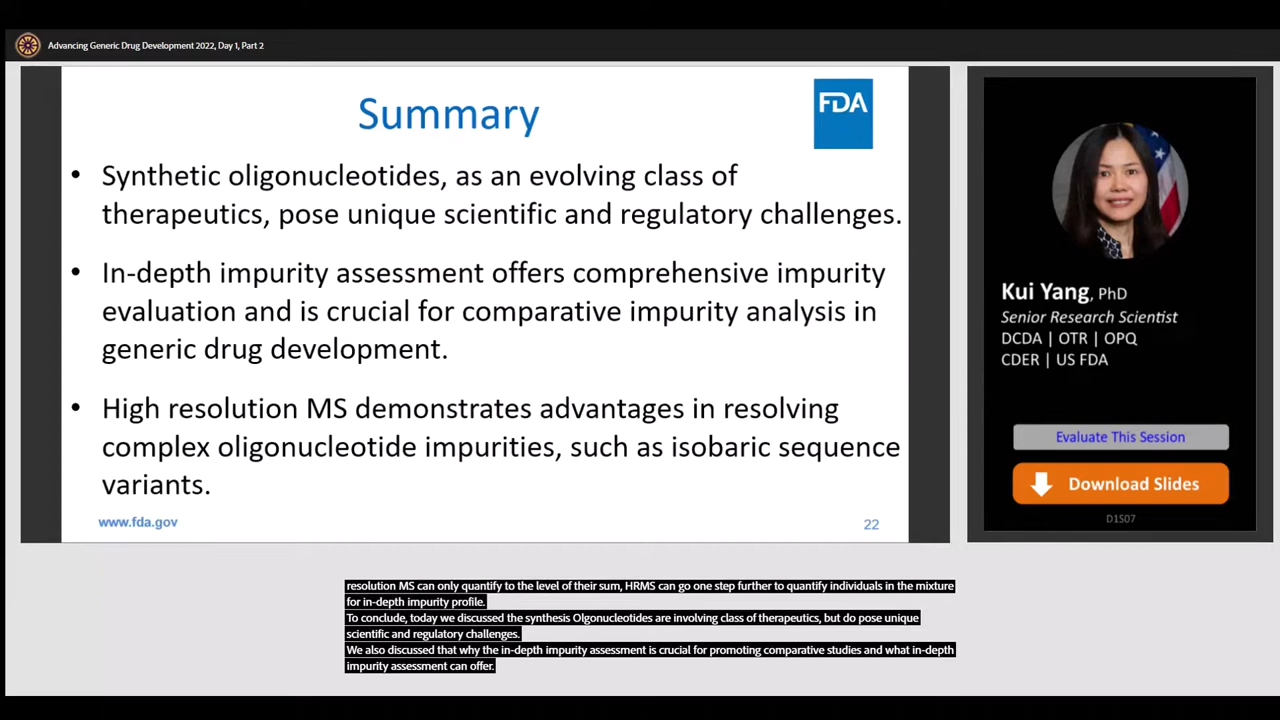 Advancing Generic Drug Development 2022, Day 1, Part 2
Summary
FDA
• Synthetic oligonucleotides, as an evolving class of
therapeutics, pose unique scientific and regulatory challenges.
• In-depth impurity assessment offers comprehensive impurity
evaluation and is crucial for comparative impurity analysis in
generic drug development.
• High resolution MS demonstrates advantages in resolving
complex oligonucleotide impurities, such as isobaric sequence
variants.
www.fda.gov
22
Kui Yang, PhD
Senior Research Scientist
DCDA | OTR | OPQ
CDER | US FDA
Evaluate This Session
Download Slides
D1S07
resolution MS can only quantify to the level of their sum, HRMS can go one step further to quantify individuals in the mixture
for in-depth impurity profile.
To conclude, today we discussed the synthesis Olgonucleotides are involving class of therapeutics, but do pose unique
scientific and regulatory challenges.
We also discussed that why the in-depth impurity assessment is crucial for promoting comparative studies and what in-depth
impurity assessment can offer.